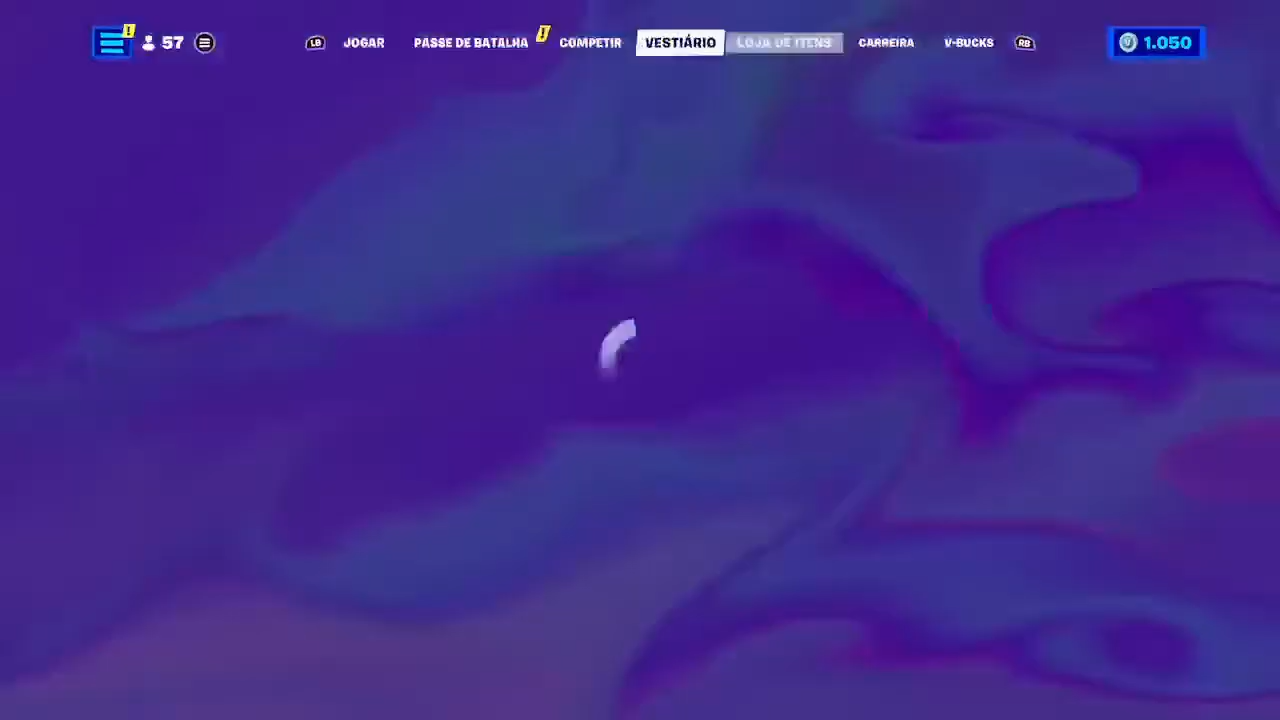 57 LB JOGAR PASSE DE BATALHA COMPETIR VESTIÁRIO LOJA DE ITENS CARREIRA V-BUCKS RB 1.050